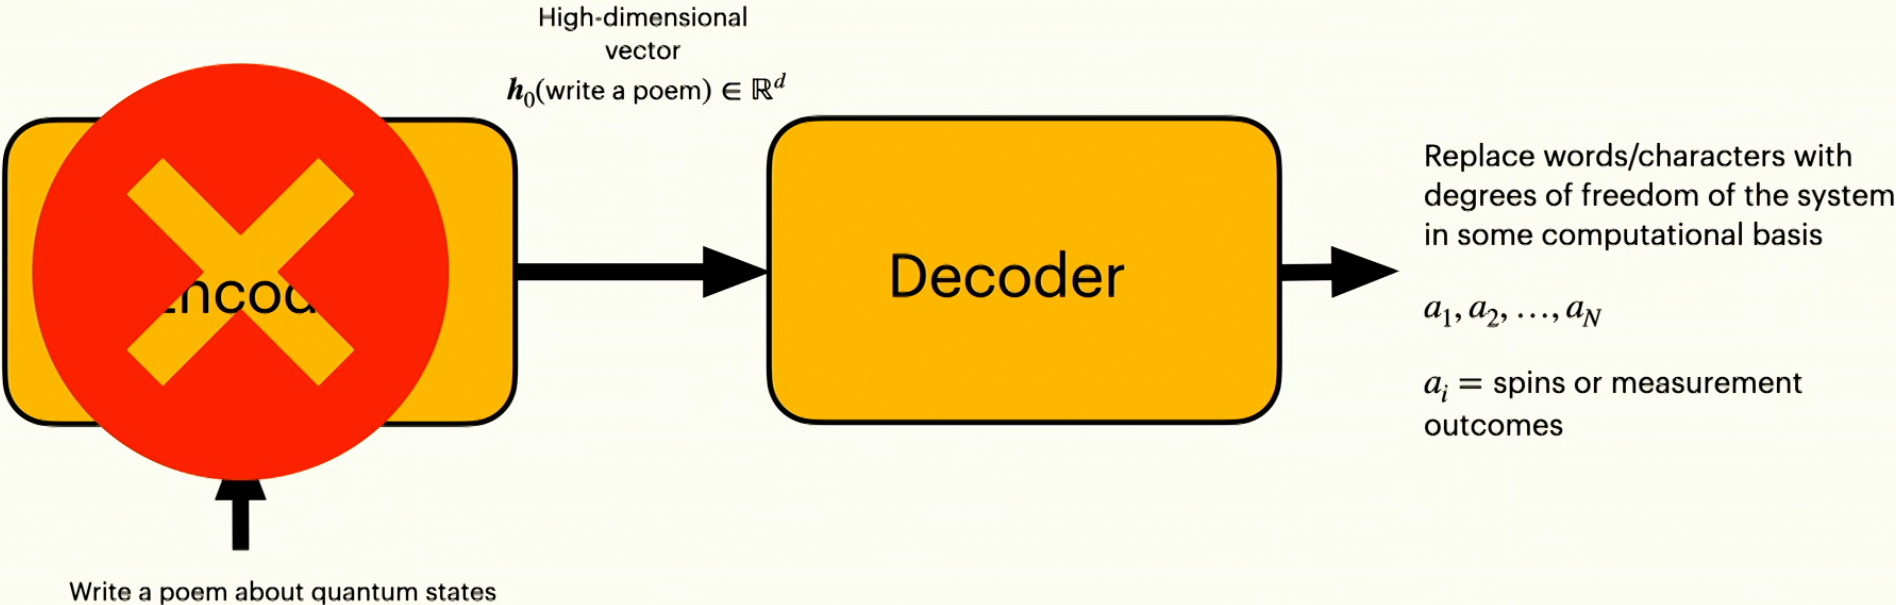 High-dimensional
vector
𝒉₀(write a poem) ∈ ℝᵈ
Decoder
Replace words/characters with
degrees of freedom of the system
in some computational basis
a₁, a₂, …, a_N
aᵢ = spins or measurement
outcomes
Write a poem about quantum states